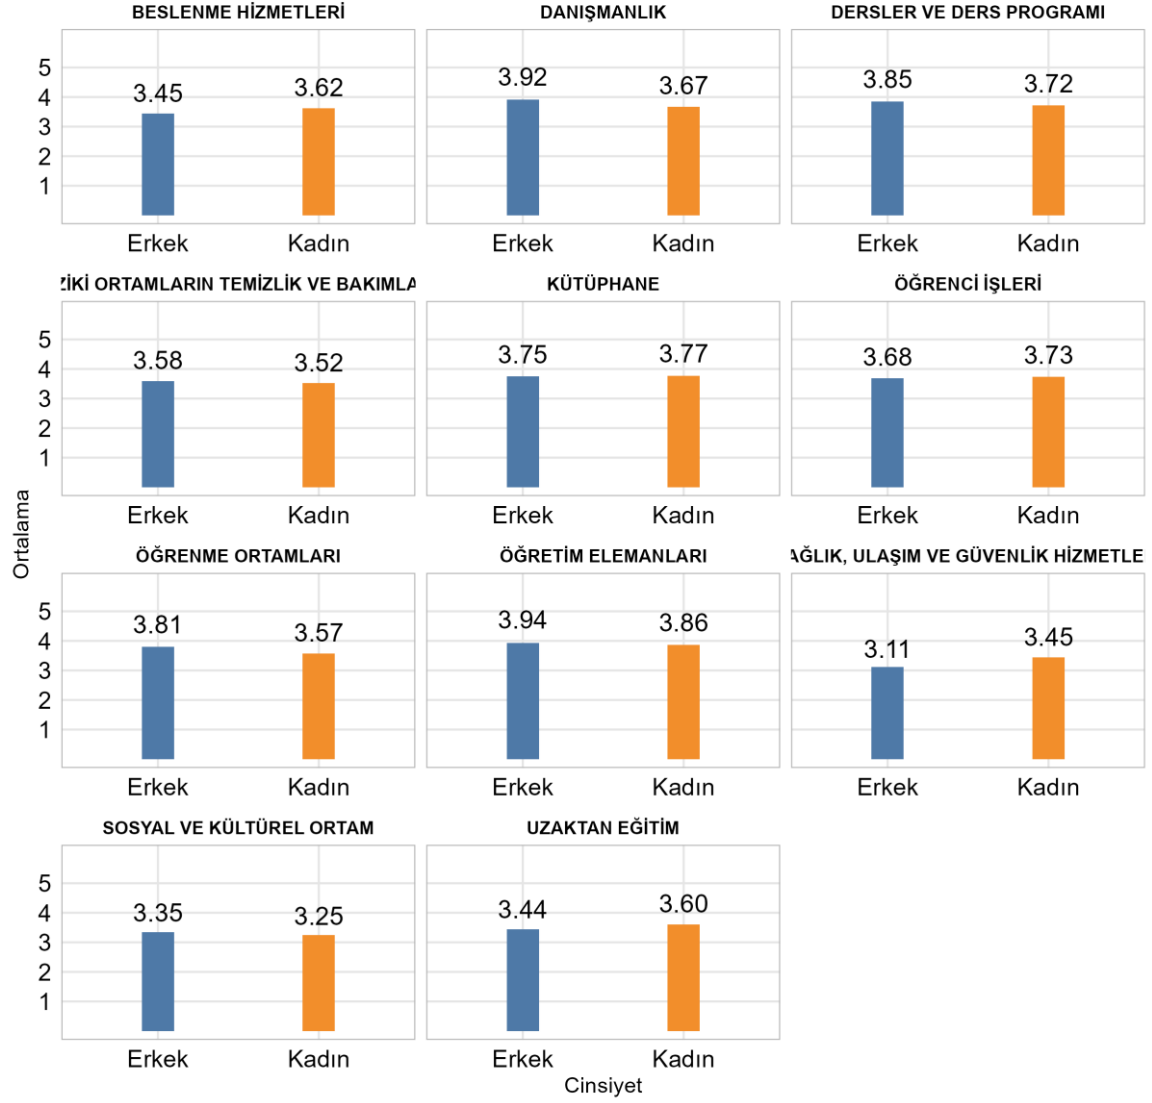 BESLENME HİZMETLERİ
DANIŞMANLIK
DERSLER VE DERS PROGRAMI
5
4
3
2
1
3.45
3.62
3.92
3.67
3.85
3.72
Erkek
Kadın
Erkek
Kadın
Erkek
Kadın
ZİKİ ORTAMLARIN TEMİZLİK VE BAKIMLA
KÜTÜPHANE
ÖĞRENCİ İŞLERİ
5
4
3
2
1
3.58
3.52
3.75
3.77
3.68
3.73
Erkek
Kadın
Erkek
Kadın
Erkek
Kadın
Ortalama
ÖĞRENME ORTAMLARI
ÖĞRETİM ELEMANLARI
AĞLIK, ULAŞIM VE GÜVENLİK HİZMETLE
5
4
3
2
1
3.81
3.57
3.94
3.86
3.11
3.45
Erkek
Kadın
Erkek
Kadın
Erkek
Kadın
SOSYAL VE KÜLTÜREL ORTAM
UZAKTAN EĞİTİM
5
4
3
2
1
3.35
3.25
3.44
3.60
Erkek
Kadın
Erkek
Kadın
Cinsiyet